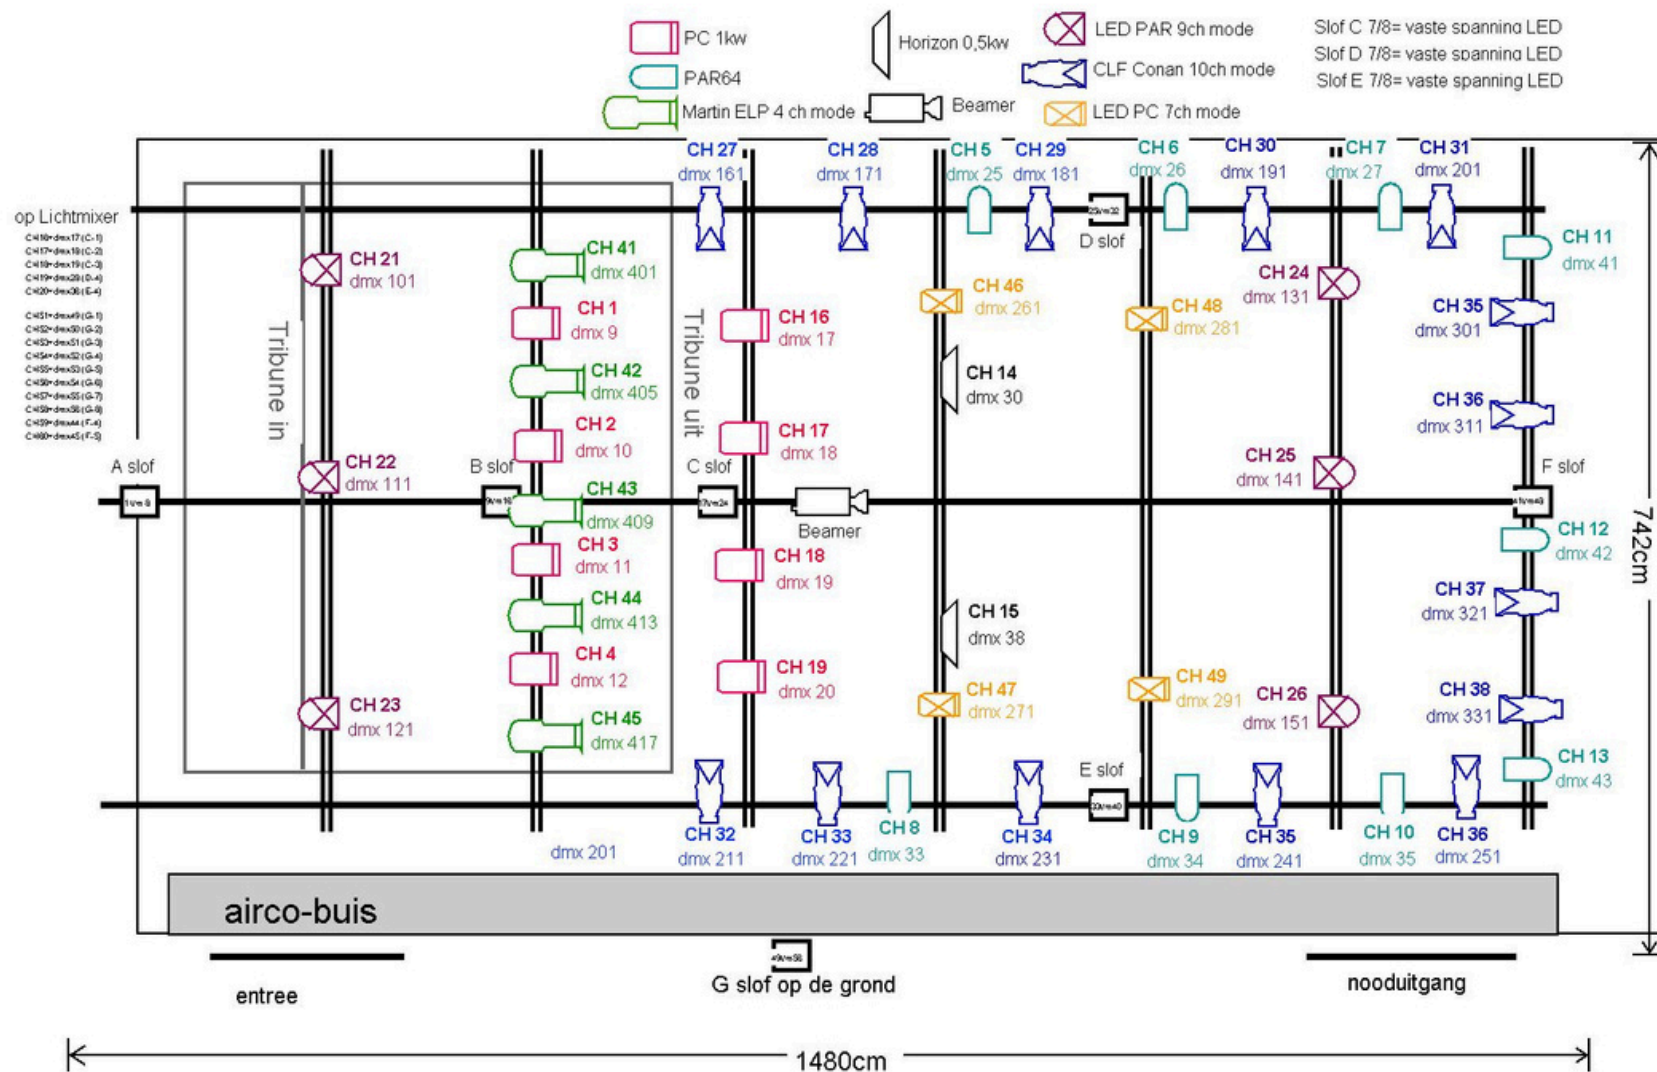 PC 1kw
PAR64
Martin ELP 4 ch mode
Horizon 0,5kw
Beamer
LED PAR 9ch mode
CLF Conan 10ch mode
LED PC 7ch mode
Slof C 7/8= vaste spanning LED
Slof D 7/8= vaste spanning LED
Slof E 7/8= vaste spanning LED
CH 27
dmx 161
CH 28
dmx 171
CH 5
dmx 25
CH 29
dmx 181
CH 6
dmx 26
CH 30
dmx 191
CH 7
dmx 27
CH 31
dmx 201
op Lichtmixer
D slof
CH 11
dmx 41
CH 21
dmx 101
CH 41
dmx 401
CH 46
dmx 261
CH 48
dmx 281
CH 24
dmx 131
CH 35
dmx 301
CH 1
dmx 9
CH 16
dmx 17
Tribune in
Tribune uit
CH 42
dmx 405
CH 14
dmx 30
CH 36
dmx 311
CH 2
dmx 10
CH 17
dmx 18
A slof
CH 22
dmx 111
B slof
C slof
CH 25
dmx 141
F slof
CH 43
dmx 409
Beamer
CH 12
dmx 42
742cm
CH 3
dmx 11
CH 18
dmx 19
CH 44
dmx 413
CH 15
dmx 38
CH 37
dmx 321
CH 4
dmx 12
CH 19
dmx 20
CH 47
dmx 271
CH 49
dmx 291
CH 26
dmx 151
CH 38
dmx 331
CH 23
dmx 121
CH 45
dmx 417
E slof
CH 13
dmx 43
dmx 201
CH 32
dmx 211
CH 33
dmx 221
CH 8
dmx 33
CH 34
dmx 231
CH 9
dmx 34
CH 35
dmx 241
CH 10
dmx 35
CH 36
dmx 251
airco-buis
entree
G slof op de grond
nooduitgang
1480cm